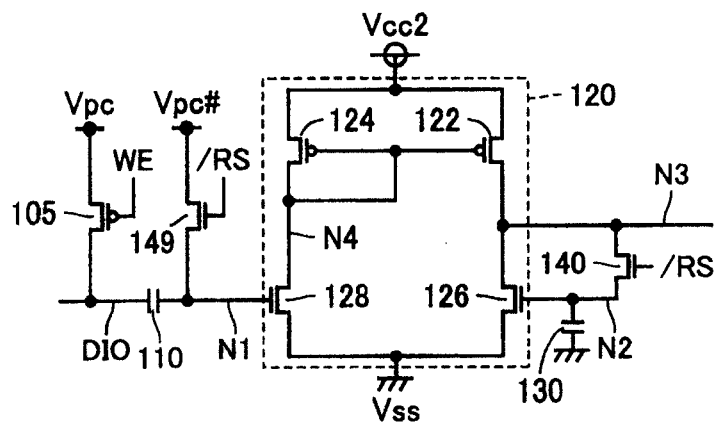 Vcc2
120
Vpc
Vpc#
124
122
WE
/RS
N3
105
149
N4
140
/RS
128
126
DIO
110
N1
N2
130
Vss